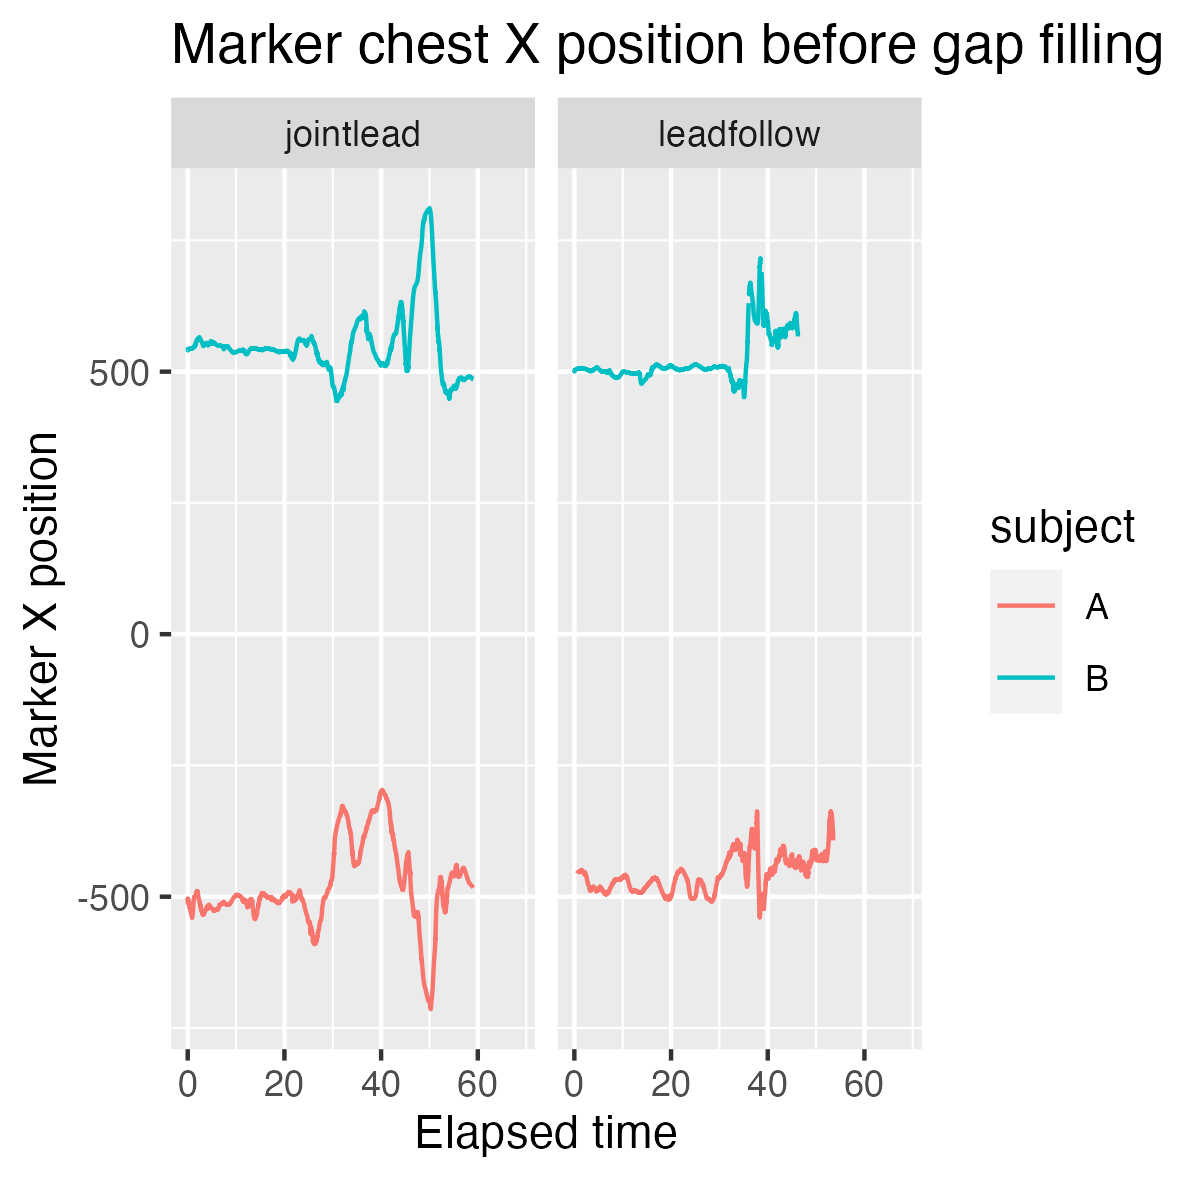 Marker chest X position before gap filling
jointlead
leadfollow
Marker X position
500
0
-500
0 20 40 60
0 20 40 60
Elapsed time
subject
A
B